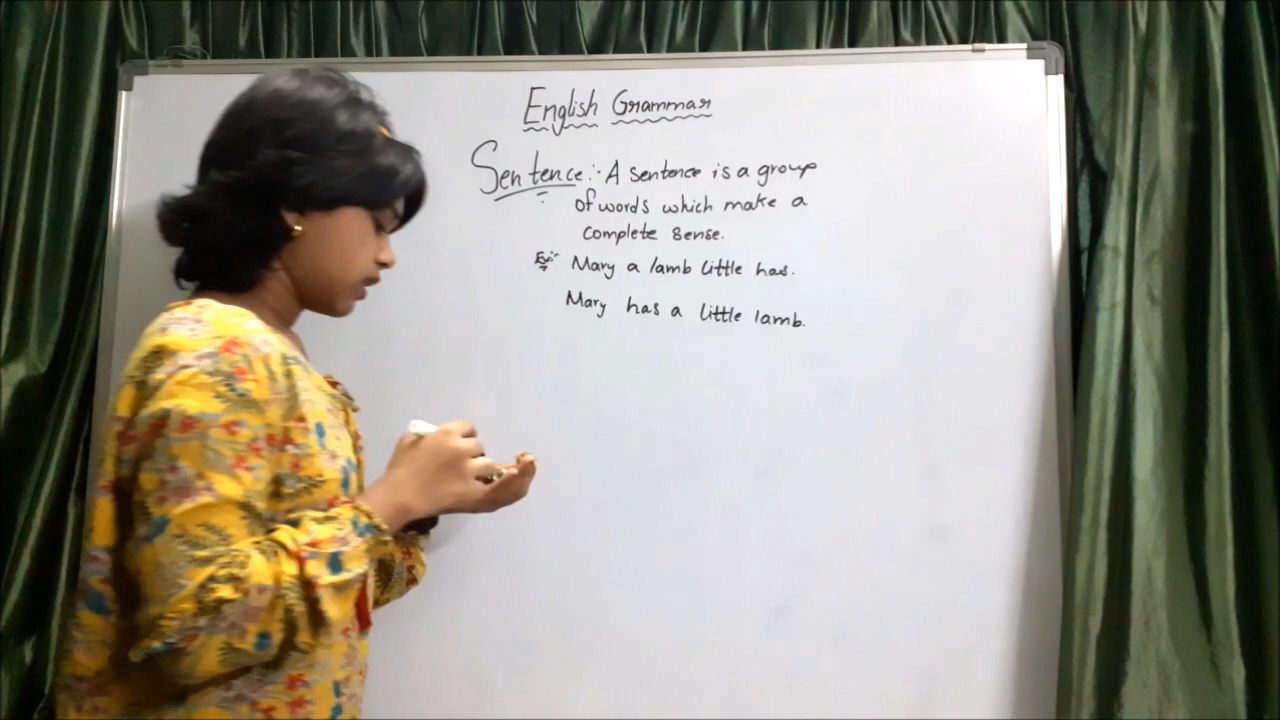 English Grammar
Sentence:- A sentence is a group
of words which make a
complete sense.
Ex:- Mary a lamb little has.
Mary has a little lamb.